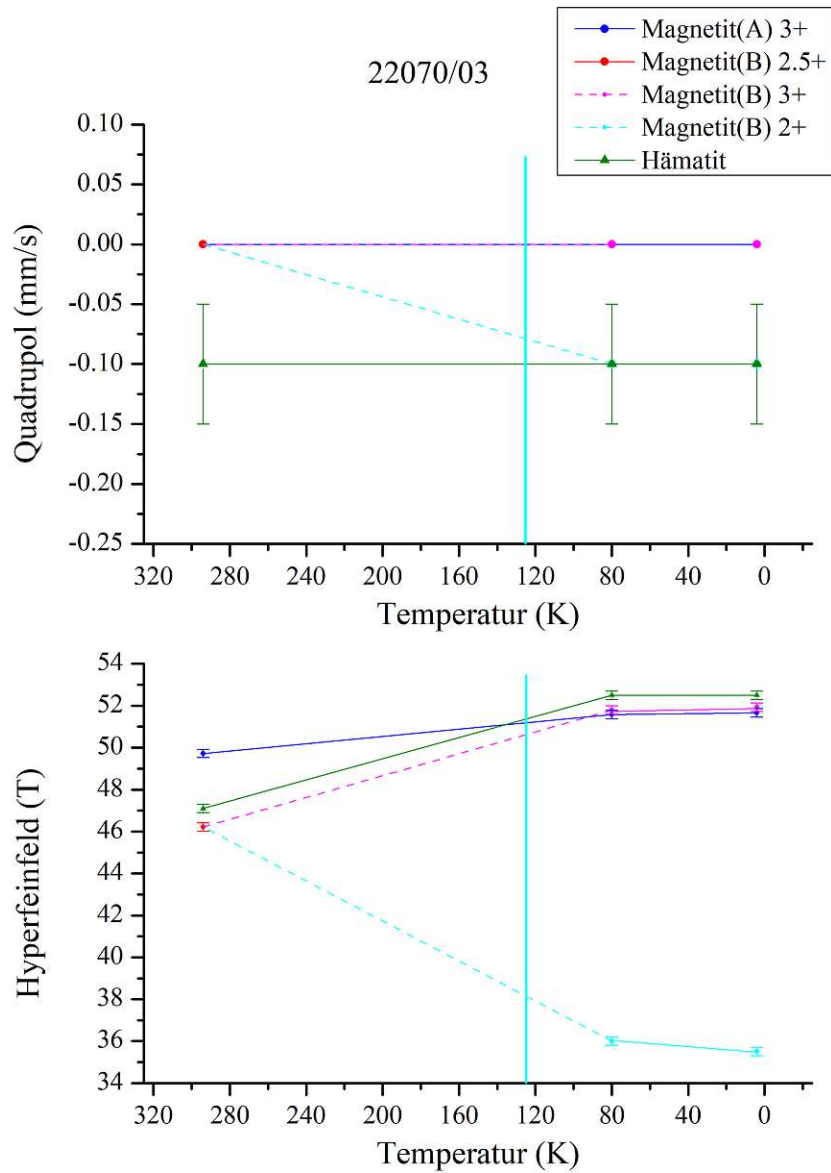 22070/03
Magnetit(A) 3+
Magnetit(B) 2.5+
Magnetit(B) 3+
Magnetit(B) 2+
Hämatit
Quadrupol (mm/s)
0.10
0.05
0.00
-0.05
-0.10
-0.15
-0.20
-0.25
320 280 240 200 160 120 80 40 0
Temperatur (K)
Hyperfeinfeld (T)
54
52
50
48
46
44
42
40
38
36
34
320 280 240 200 160 120 80 40 0
Temperatur (K)